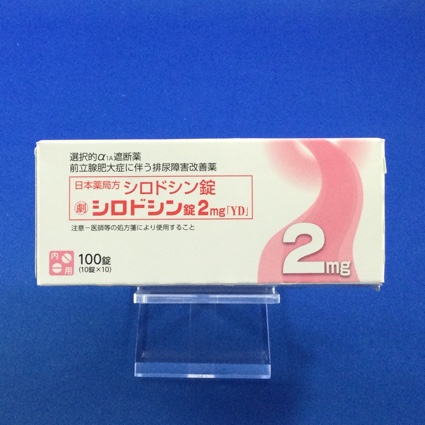 選択的α1A遮断薬
前立腺肥大症に伴う排尿障害改善薬
日本薬局方 シロドシン錠
劇 シロドシン錠2mg「YD」
注意－医師等の処方箋により使用すること
内用
100錠
(10錠×10)
2mg